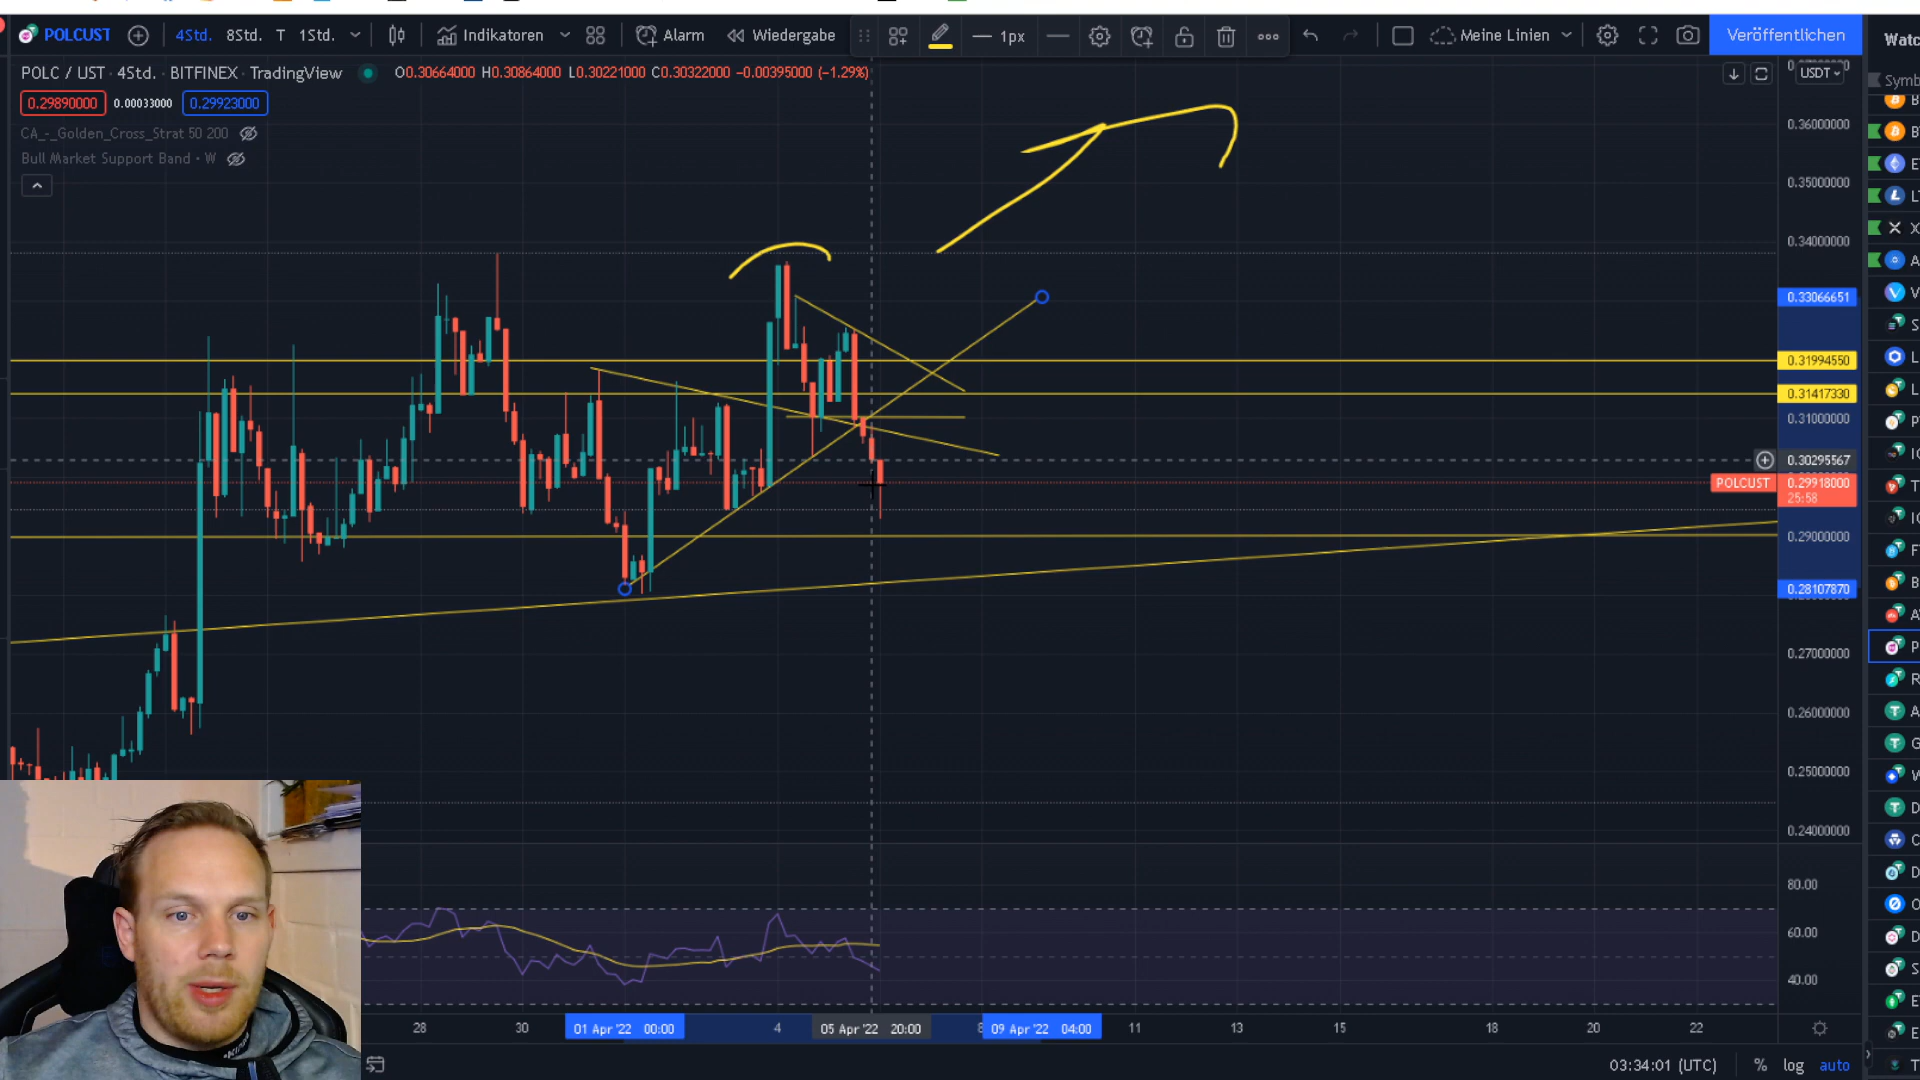 POLCUST 4Std. 8Std. T 1Std. Indikatoren Alarm Wiedergabe 1px Meine Linien Veröffentlichen
POLC / UST · 4Std. · BITFINEX · TradingView O0.30664000 H0.30864000 L0.30221000 C0.30322000 −0.00395000 (−1.29%)
0.29890000 0.00033000 0.29923000
CA_-_Golden_Cross_Strat 50 200
Bull Market Support Band · W
USDT
0.36000000
0.35000000
0.34000000
0.33066651
0.31994550
0.31417330
0.31000000
0.30295567
POLCUST 0.29918000
25:58
0.29000000
0.28107870
0.27000000
0.26000000
0.25000000
0.24000000
80.00
60.00
40.00
28 30 01 Apr '22 00:00 4 05 Apr '22 20:00 8 09 Apr '22 04:00 11 13 15 18 20 22
03:34:01 (UTC) % log auto
Watc
Symb